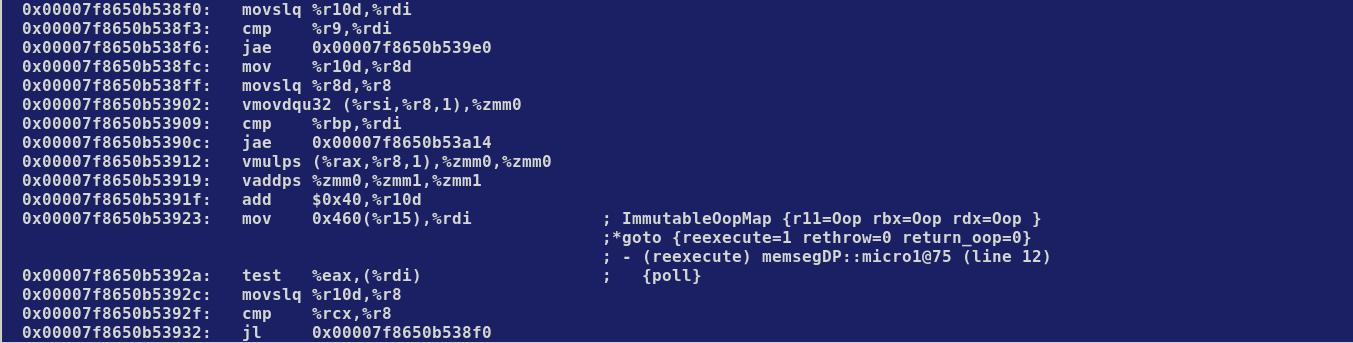 0x00007f8650b538f0:   movslq %r10d,%rdi
0x00007f8650b538f3:   cmp    %r9,%rdi
0x00007f8650b538f6:   jae    0x00007f8650b539e0
0x00007f8650b538fc:   mov    %r10d,%r8d
0x00007f8650b538ff:   movslq %r8d,%r8
0x00007f8650b53902:   vmovdqu32 (%rsi,%r8,1),%zmm0
0x00007f8650b53909:   cmp    %rbp,%rdi
0x00007f8650b5390c:   jae    0x00007f8650b53a14
0x00007f8650b53912:   vmulps (%rax,%r8,1),%zmm0,%zmm0
0x00007f8650b53919:   vaddps %zmm0,%zmm1,%zmm1
0x00007f8650b5391f:   add    $0x40,%r10d
0x00007f8650b53923:   mov    0x460(%r15),%rdi             ; ImmutableOopMap {r11=Oop rbx=Oop rdx=Oop }
                                                          ;*goto {reexecute=1 rethrow=0 return_oop=0}
                                                          ; - (reexecute) memsegDP::micro1@75 (line 12)
0x00007f8650b5392a:   test   %eax,(%rdi)                  ;   {poll}
0x00007f8650b5392c:   movslq %r10d,%r8
0x00007f8650b5392f:   cmp    %rcx,%r8
0x00007f8650b53932:   jl     0x00007f8650b538f0